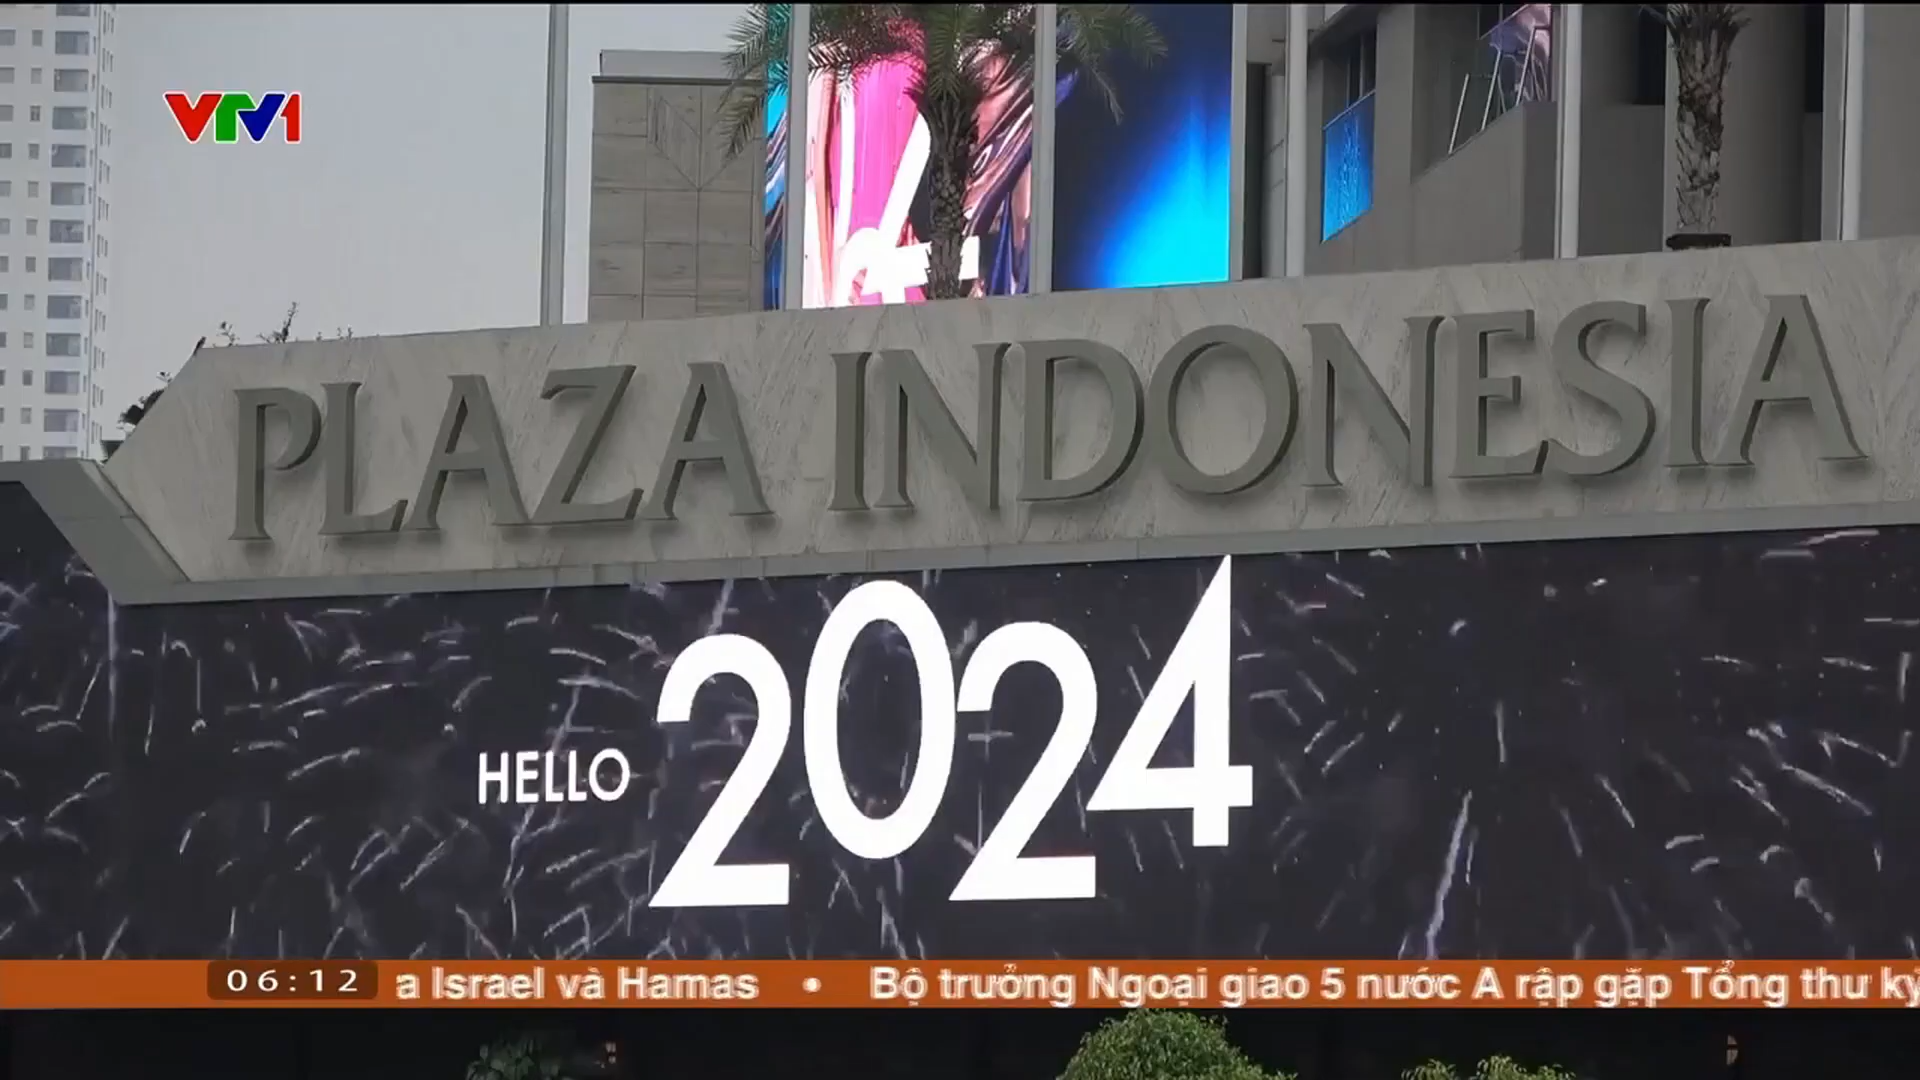 VTV1
PLAZA INDONESIA
HELLO 2024
06:12 a Israel và Hamas • Bộ trưởng Ngoại giao 5 nước A rập gặp Tổng thư ký